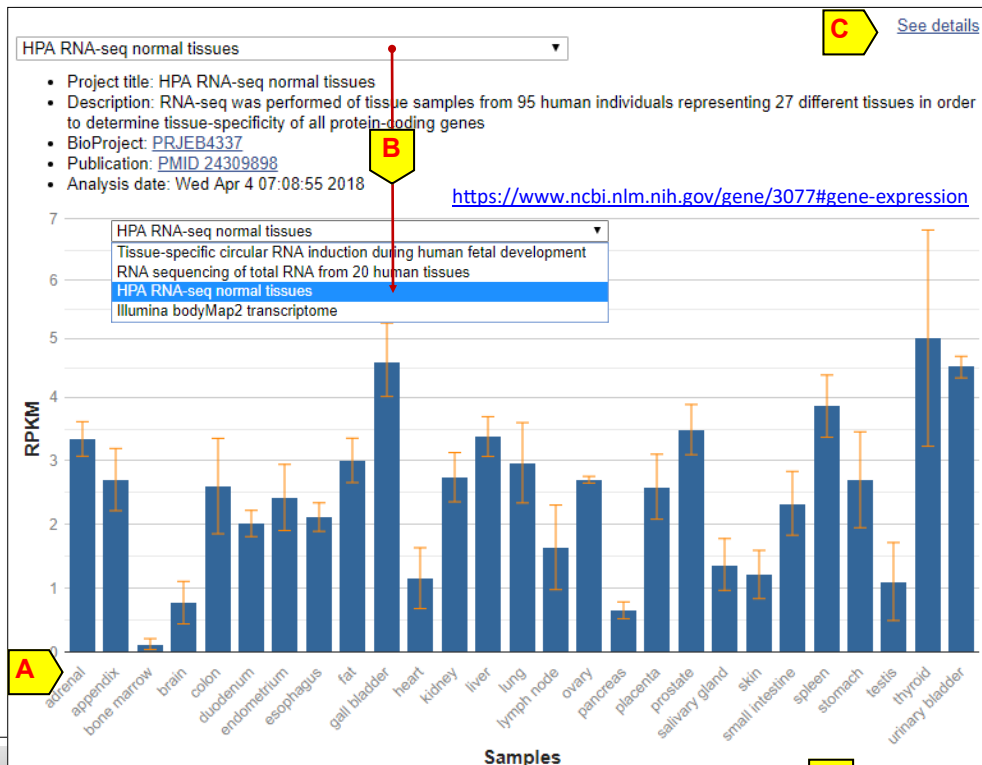 C
See details
HPA RNA-seq normal tissues
• Project title: HPA RNA-seq normal tissues
• Description: RNA-seq was performed of tissue samples from 95 human individuals representing 27 different tissues in order
to determine tissue-specificity of all protein-coding genes
• BioProject: PRJEB4337
B
• Publication: PMID 24309898
• Analysis date: Wed Apr 4 07:08:55 2018
https://www.ncbi.nlm.nih.gov/gene/3077#gene-expression
7
HPA RNA-seq normal tissues
Tissue-specific circular RNA induction during human fetal development
RNA sequencing of total RNA from 20 human tissues
HPA RNA-seq normal tissues
Illumina bodyMap2 transcriptome
6
5
4
3
2
1
0
RPKM
A
adrenal
appendix
bone marrow
brain
colon
duodenum
endometrium
esophagus
fat
gall bladder
heart
kidney
liver
lung
lymph node
ovary
pancreas
placenta
prostate
salivary gland
skin
small intestine
spleen
stomach
testis
thyroid
urinary bladder
Samples